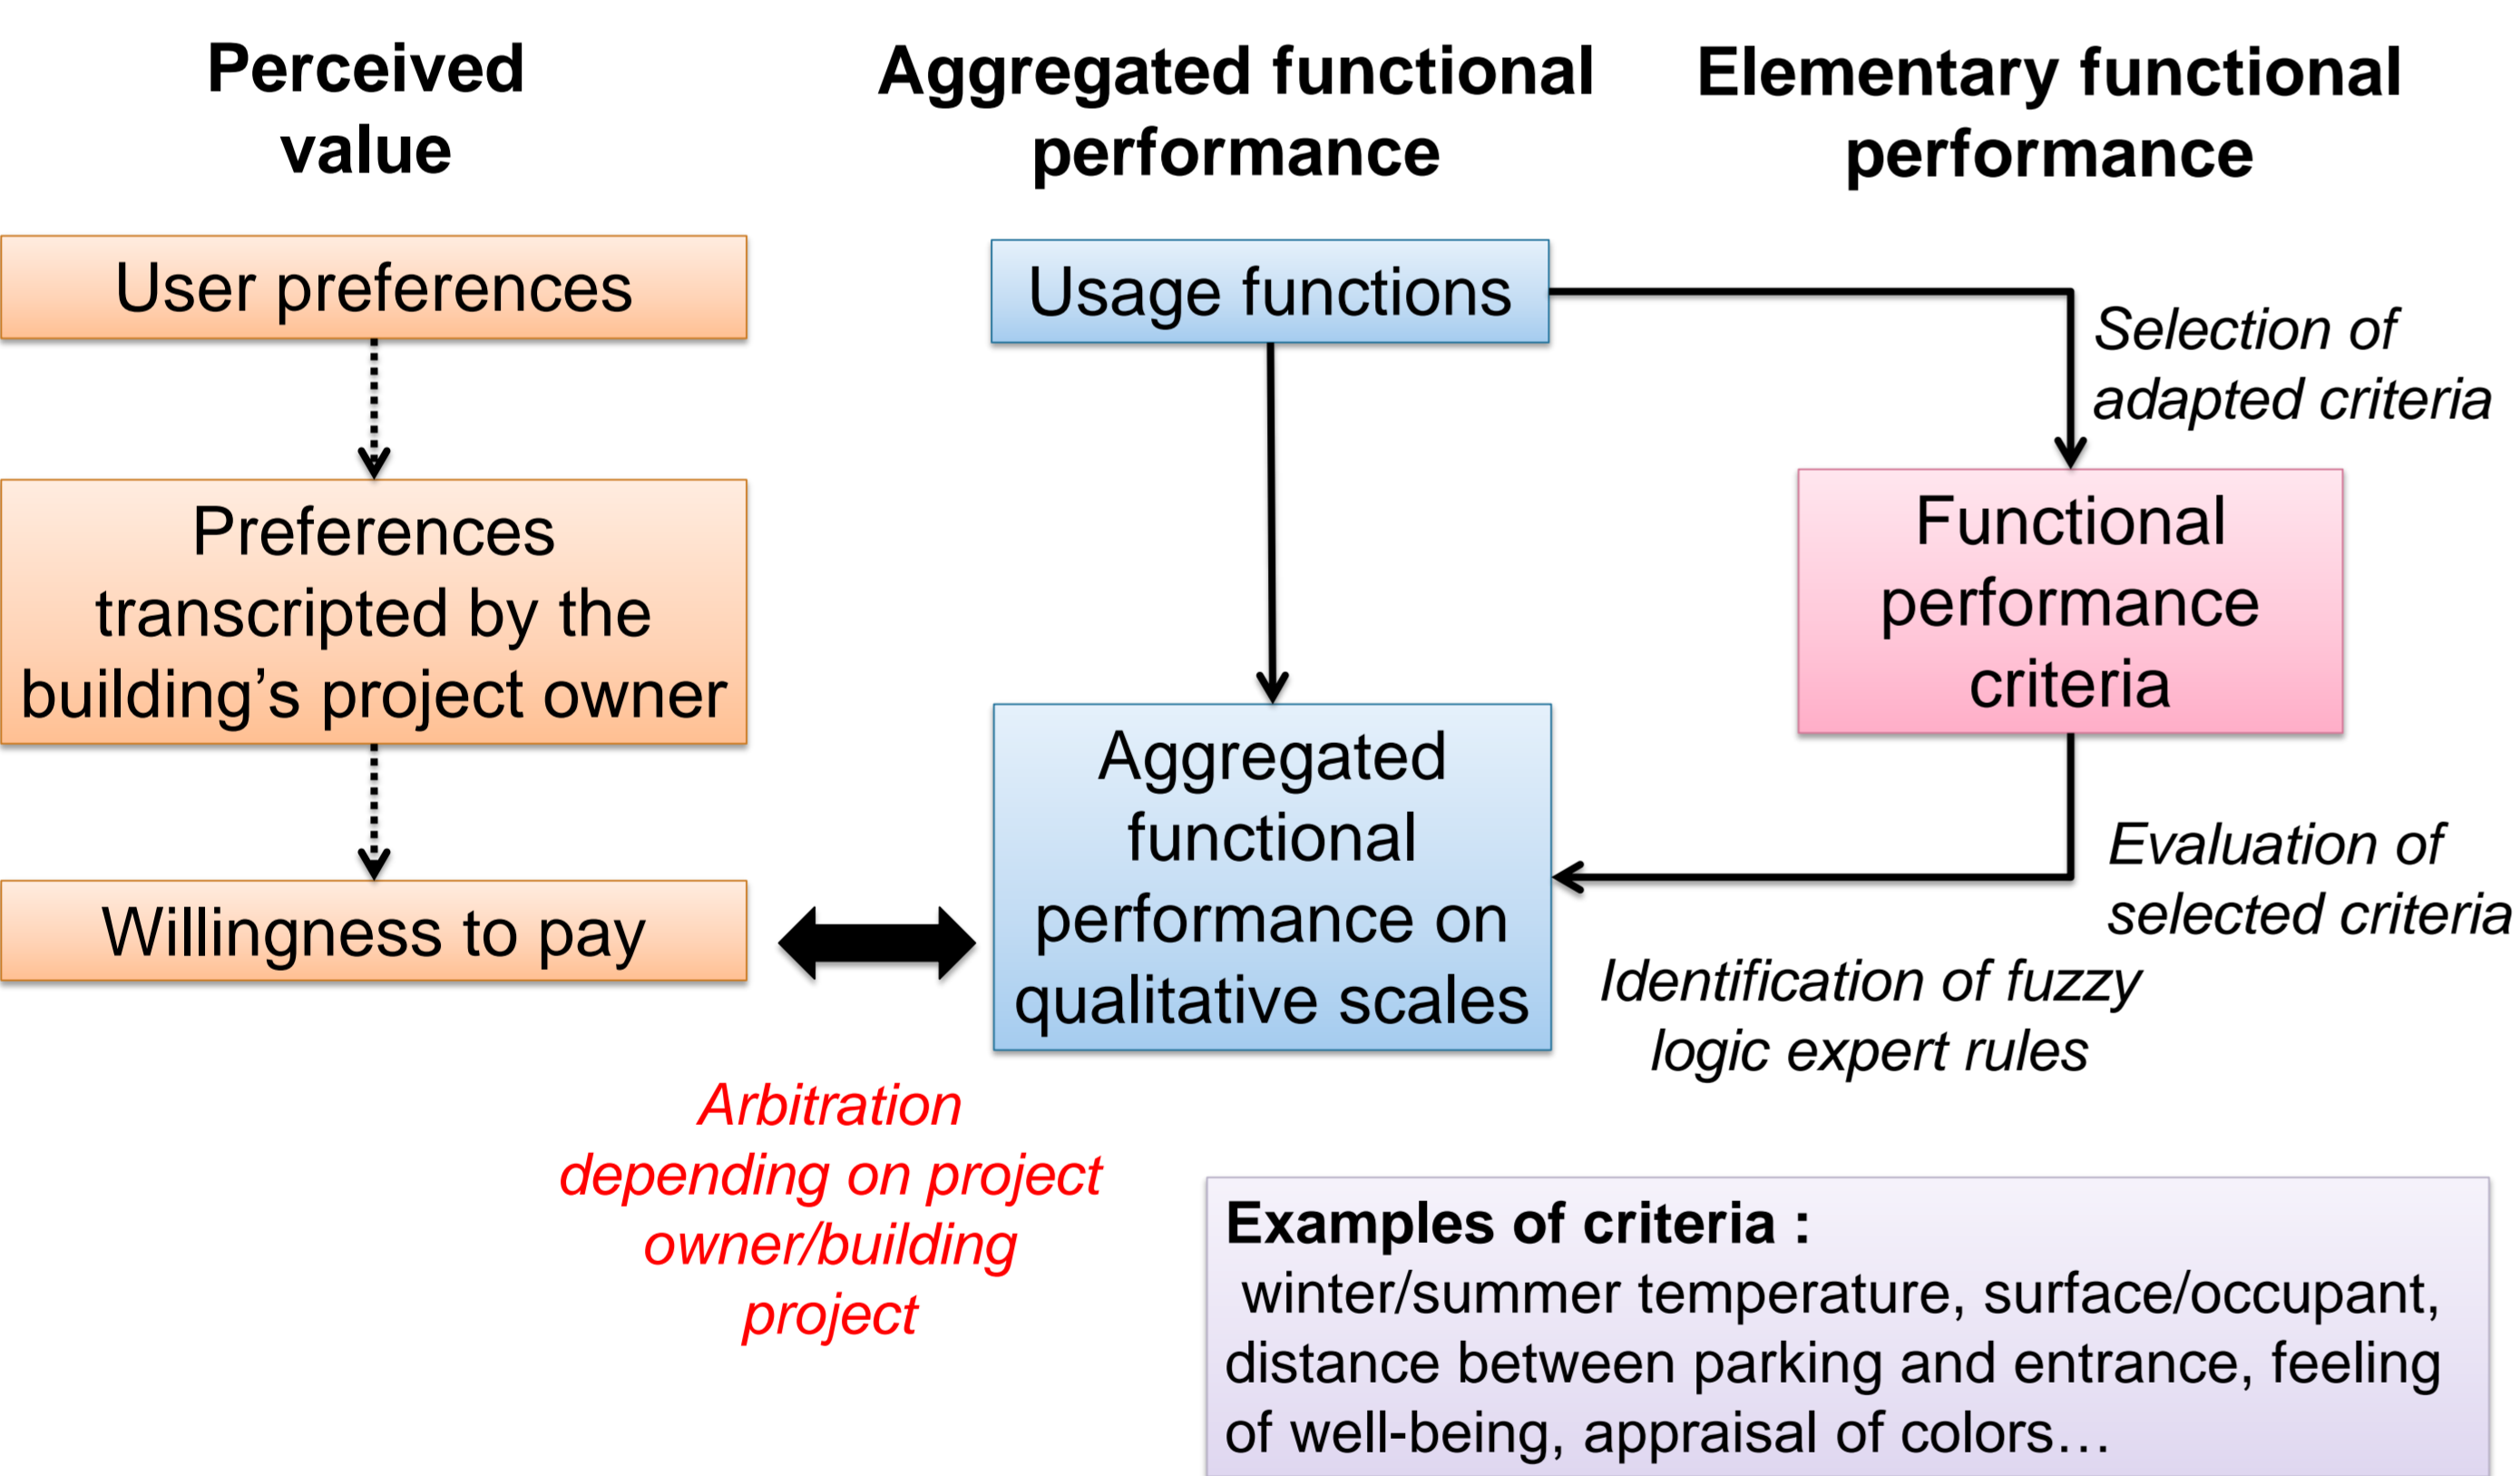 Perceived
value
Aggregated functional
performance
Elementary functional
performance
User preferences
Preferences
transcripted by the
building’s project owner
Willingness to pay
Usage functions
Aggregated
functional
performance on
qualitative scales
Selection of
adapted criteria
Functional
performance
criteria
Evaluation of
selected criteria
Identification of fuzzy
logic expert rules
Arbitration
depending on project
owner/building
project
Examples of criteria :
winter/summer temperature, surface/occupant,
distance between parking and entrance, feeling
of well-being, appraisal of colors…